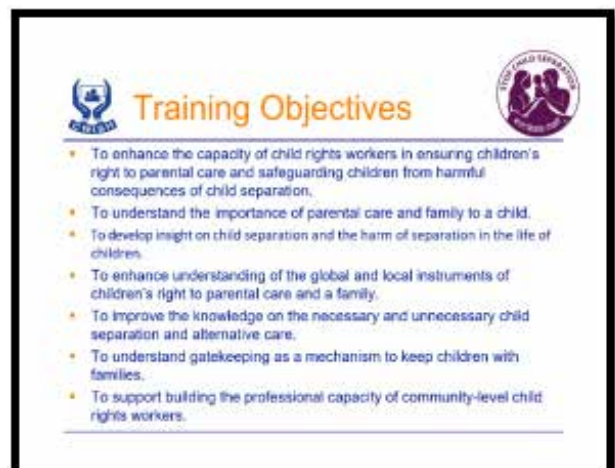 STOP CHILD SEPARATION
CWISH
Training Objectives
• To enhance the capacity of child rights workers in ensuring children's
right to parental care and safeguarding children from harmful
consequences of child separation.
• To understand the importance of parental care and family to a child.
• To develop insight on child separation and the harm of separation in the life of
children.
• To enhance understanding of the global and local instruments of
children's right to parental care and a family.
• To improve the knowledge on the necessary and unnecessary child
separation and alternative care.
• To understand gatekeeping as a mechanism to keep children with
families.
• To support building the professional capacity of community-level child
rights workers.